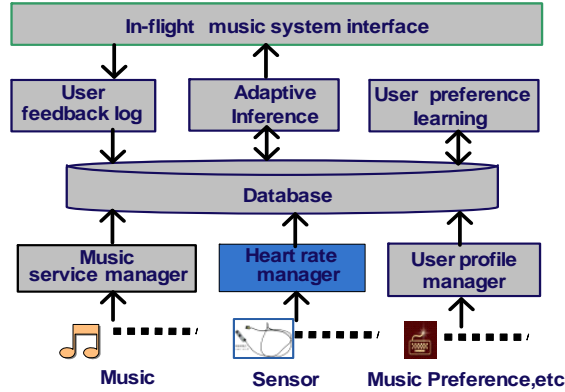 In-flight music system interface
User
feedback log
Adaptive
Inference
User preference
learning
Database
Music
service manager
Heart rate
manager
User profile
manager
Music
Sensor
Music Preference,etc